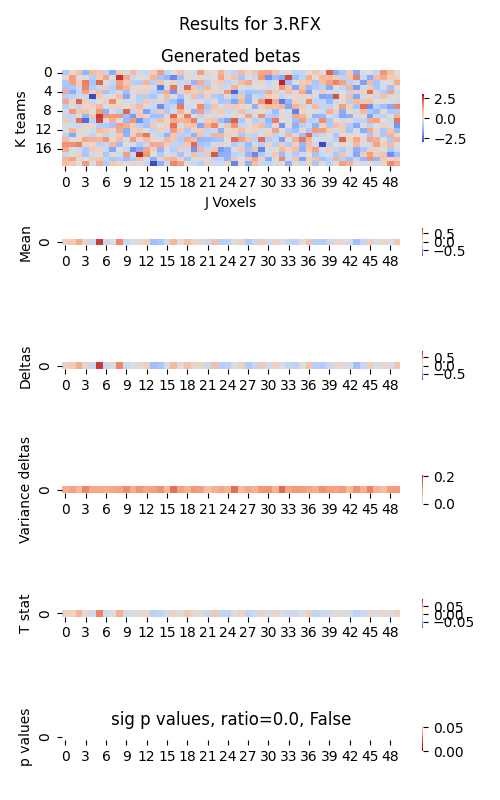 Results for 3.RFX
Generated betas
K teams
0
4
8
12
16
2.5
0.0
−2.5
0 3 6 9 12 15 18 21 24 27 30 33 36 39 42 45 48
J Voxels
Mean
0
0.5
0.0
−0.5
0 3 6 9 12 15 18 21 24 27 30 33 36 39 42 45 48
Deltas
0
0.5
0.0
−0.5
0 3 6 9 12 15 18 21 24 27 30 33 36 39 42 45 48
Variance deltas
0
0.2
0.0
0 3 6 9 12 15 18 21 24 27 30 33 36 39 42 45 48
T stat
0
0.05
0.00
−0.05
0 3 6 9 12 15 18 21 24 27 30 33 36 39 42 45 48
sig p values, ratio=0.0, False
p values
0
0.05
0.00
0 3 6 9 12 15 18 21 24 27 30 33 36 39 42 45 48